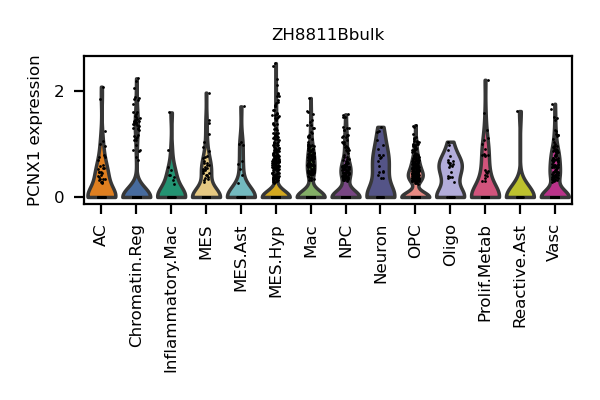 ZH8811Bbulk
PCNX1 expression
2
0
AC
Chromatin.Reg
Inflammatory.Mac
MES
MES.Ast
MES.Hyp
Mac
NPC
Neuron
OPC
Oligo
Prolif.Metab
Reactive.Ast
Vasc